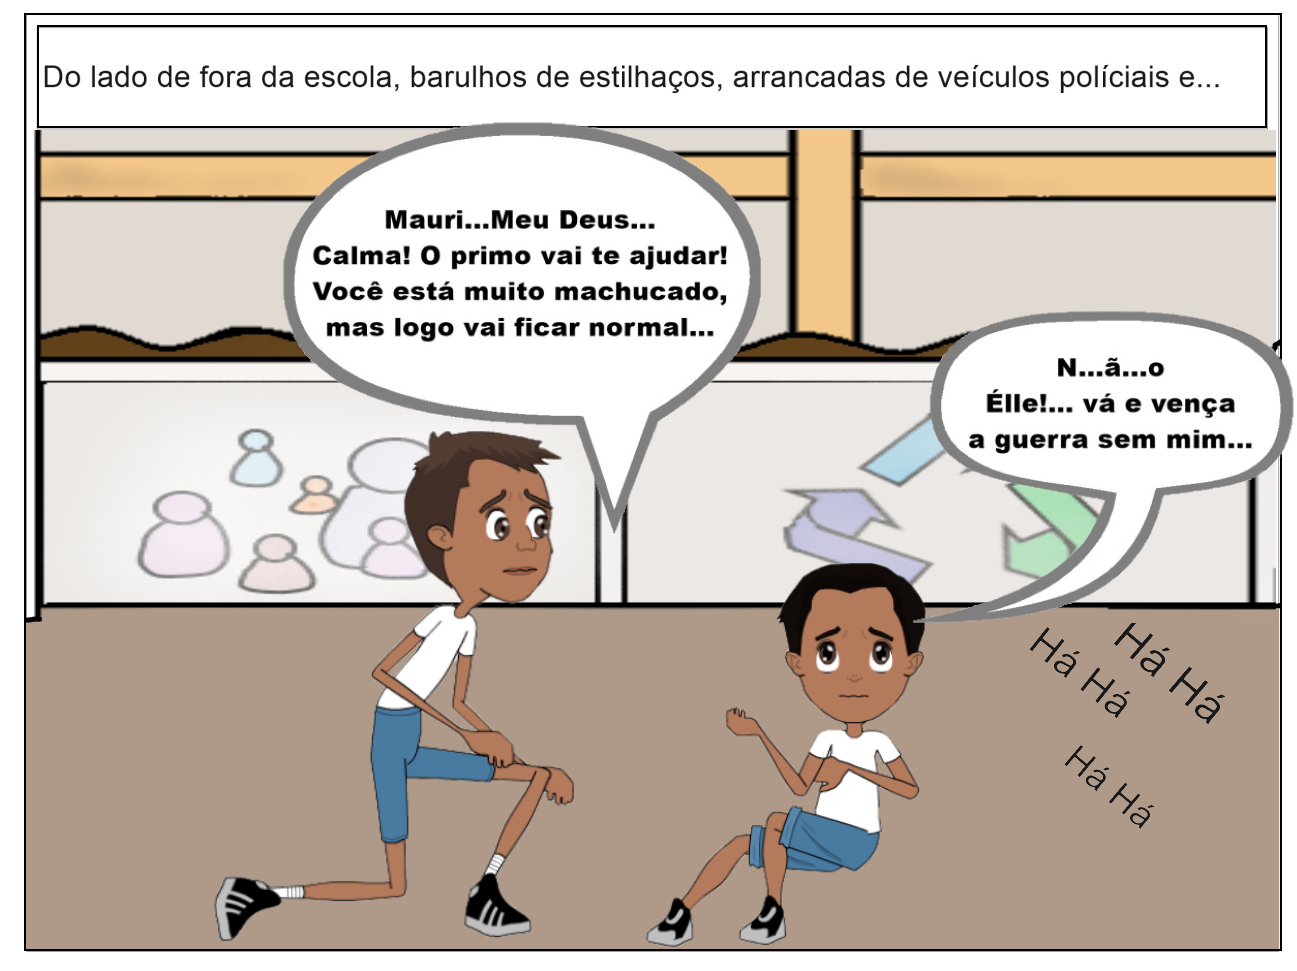 Do lado de fora da escola, barulhos de estilhaços, arrancadas de veículos políciais e...
Mauri...Meu Deus...
Calma! O primo vai te ajudar!
Você está muito machucado,
mas logo vai ficar normal...
N...ã...o
Élle!... vá e vença
a guerra sem mim...
Há Há
Há Há
Há Há